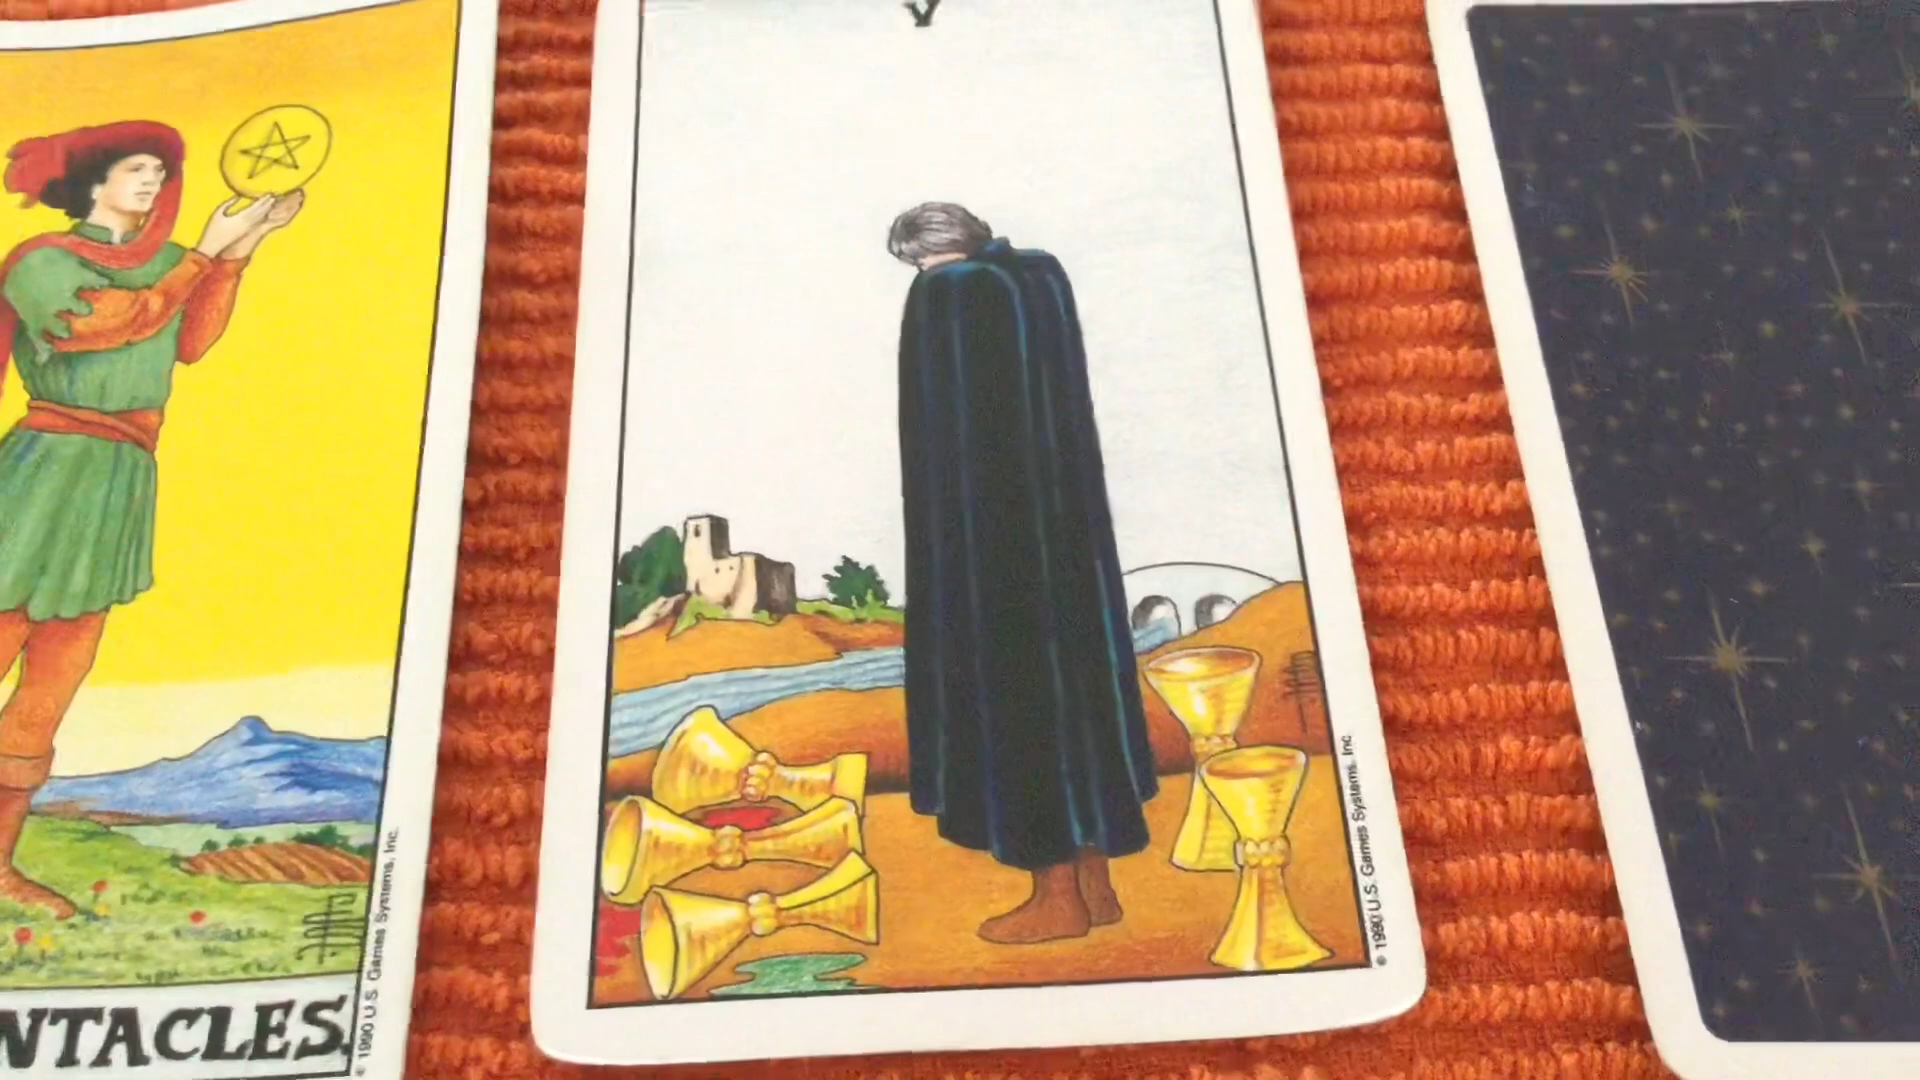 V
NTACLES.
© 1990 U.S. Games Systems, Inc.
© 1990 U.S. Games Systems, Inc